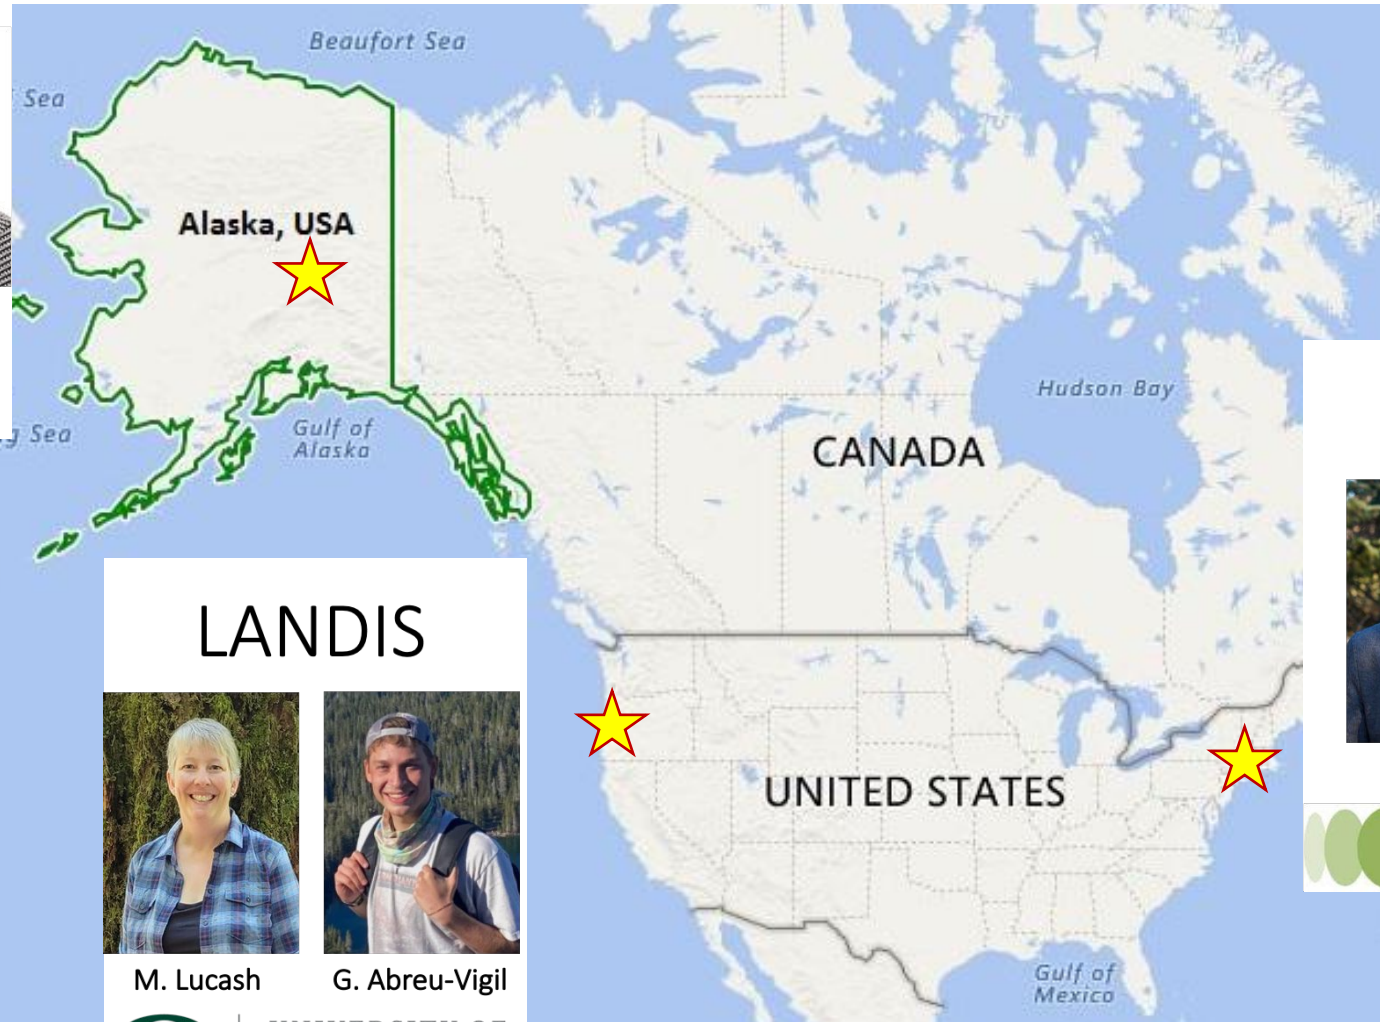 Beaufort Sea
Sea
Alaska, USA
Hudson Bay
Sea
Gulf of
Alaska
CANADA
LANDIS
UNITED STATES
M. Lucash
G. Abreu-Vigil
Gulf of
Mexico